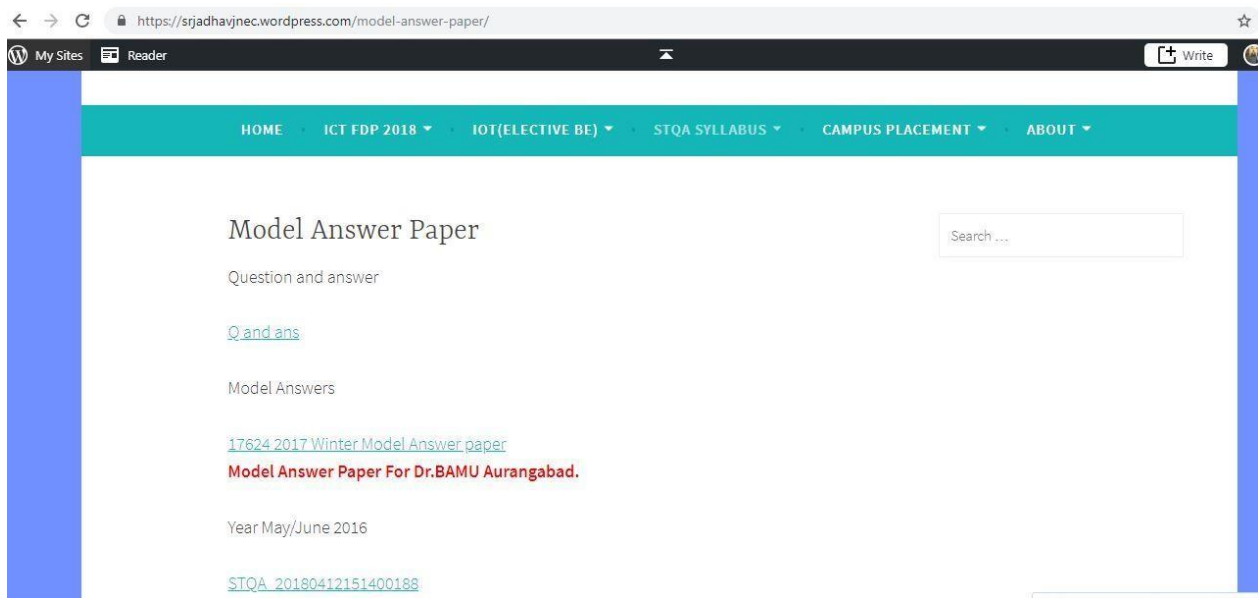 https://srjadhavjnec.wordpress.com/model-answer-paper/
My Sites Reader Write
HOME ICT FDP 2018 IOT(ELECTIVE BE) STQA SYLLABUS CAMPUS PLACEMENT ABOUT
Model Answer Paper
Search ...
Question and answer
Q and ans
Model Answers
17624 2017 Winter Model Answer paper
Model Answer Paper For Dr.BAMU Aurangabad.
Year May/June 2016
STQA_20180412151400188